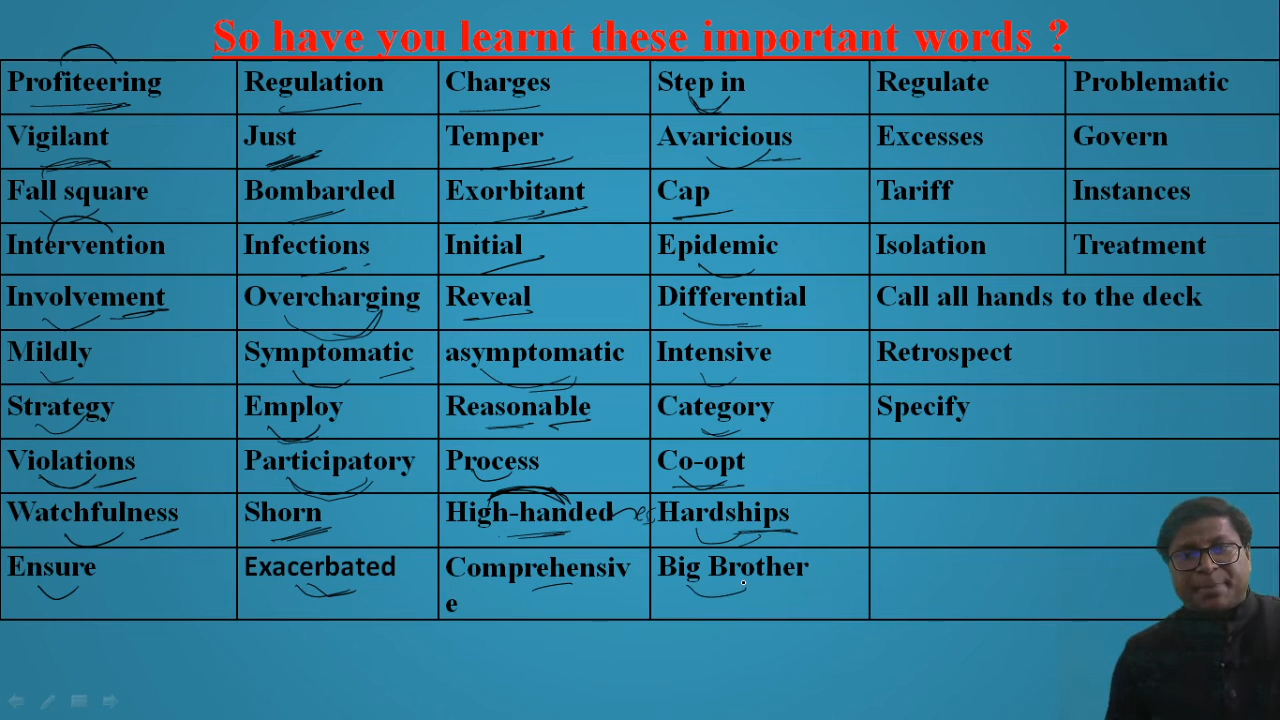 So have you learnt these important words ?
Profiteering Regulation Charges Step in Regulate Problematic
Vigilant Just Temper Avaricious Excesses Govern
Fall square Bombarded Exorbitant Cap Tariff Instances
Intervention Infections Initial Epidemic Isolation Treatment
Involvement Overcharging Reveal Differential Call all hands to the deck
Mildly Symptomatic asymptomatic Intensive Retrospect
Strategy Employ Reasonable Category Specify
Violations Participatory Process Co-opt
Watchfulness Shorn High-handed Hardships
Ensure Exacerbated Comprehensiv Big Brother
e